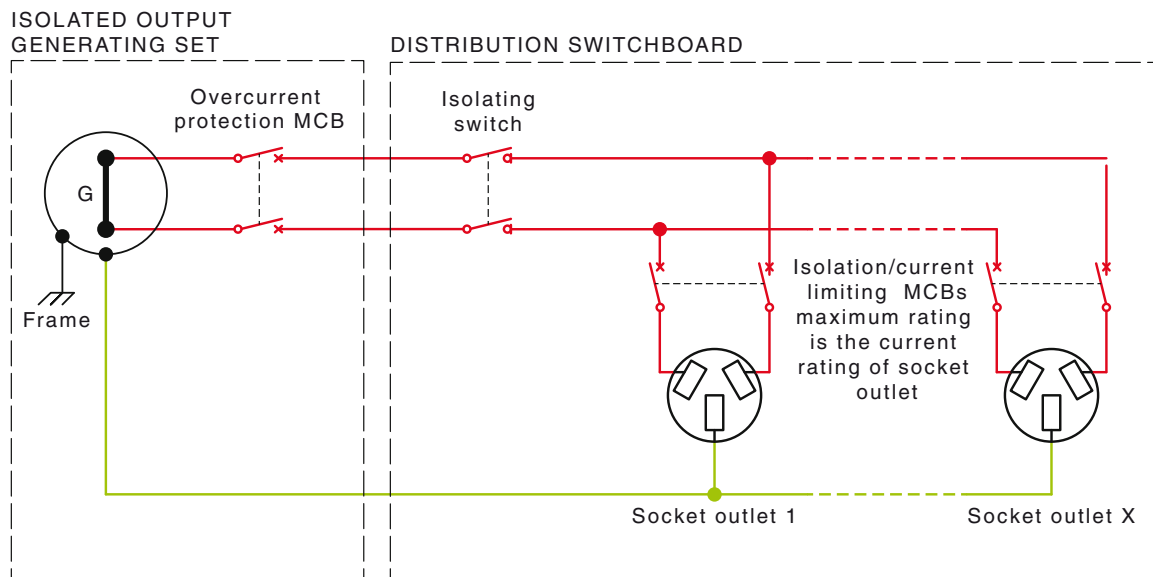 ISOLATED OUTPUT
GENERATING SET
DISTRIBUTION SWITCHBOARD
Overcurrent
protection MCB
Isolating
switch
G
Frame
Isolation/current
limiting MCBs
maximum rating
is the current
rating of socket
outlet
Socket outlet 1
Socket outlet X